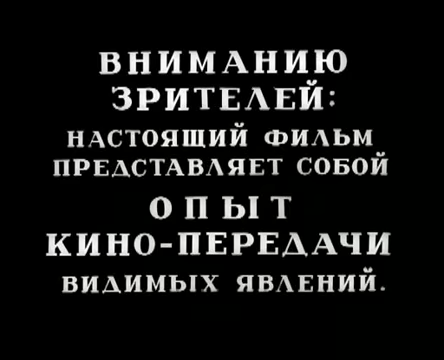 ВНИМАНИЮ
ЗРИТЕЛЕЙ:
НАСТОЯЩИЙ ФИЛЬМ
ПРЕДСТАВЛЯЕТ СОБОЙ
ОПЫТ
КИНО-ПЕРЕДАЧИ
ВИДИМЫХ ЯВЛЕНИЙ.